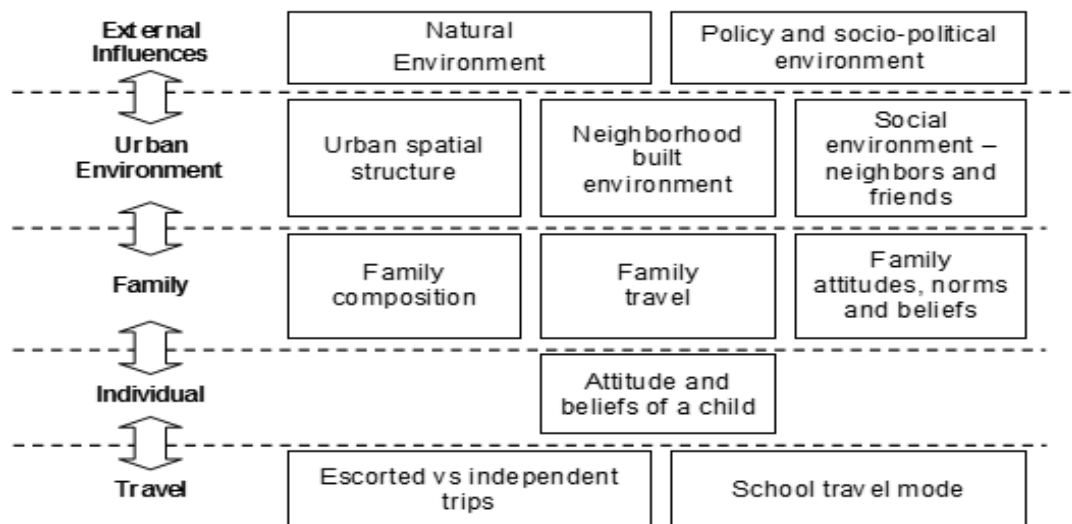 External
Influences
Natural
Environment
Policy and socio-political
environment
Urban
Environment
Urban spatial
structure
Neighborhood
built
environment
Social
environment –
neighbors and
friends
Family
Family
composition
Family
travel
Family
attitudes, norms
and beliefs
Individual
Attitude and
beliefs of a child
Travel
Escorted vs independent
trips
School travel mode